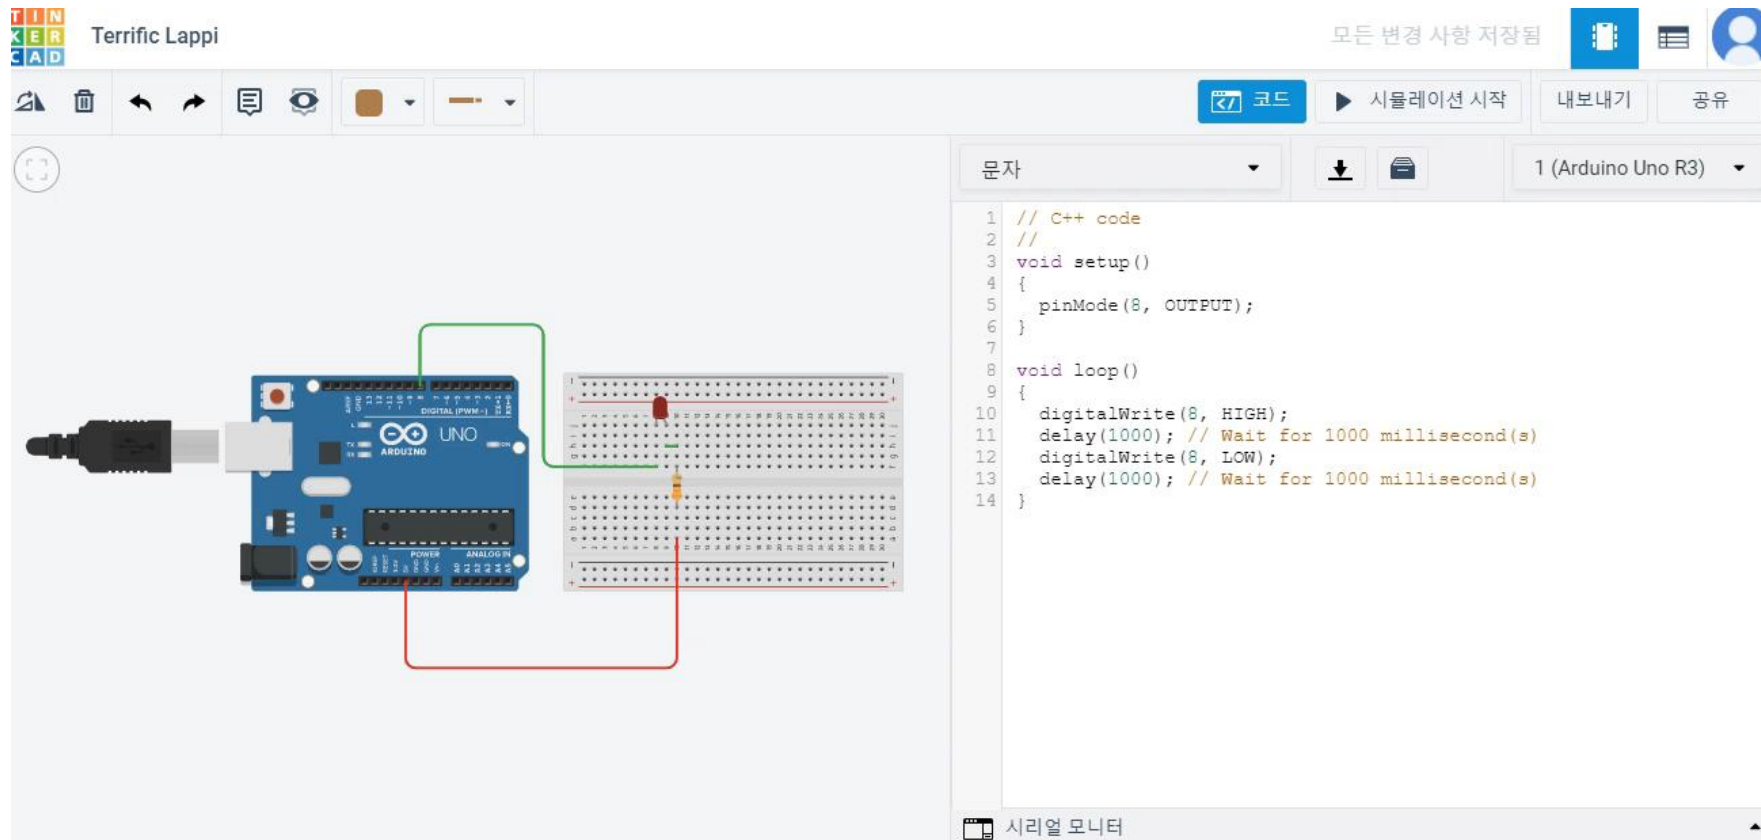 TIN
KER
CAD
Terrific Lappi
모든 변경 사항 저장됨
코드
시뮬레이션 시작
내보내기
공유
문자
1 (Arduino Uno R3)
DIGITAL (PWM~)
UNO
ARDUINO
POWER
ANALOG IN
1 // C++ code
2 //
3 void setup()
4 {
5 pinMode(8, OUTPUT);
6 }
7
8 void loop()
9 {
10 digitalWrite(8, HIGH);
11 delay(1000); // Wait for 1000 millisecond(s)
12 digitalWrite(8, LOW);
13 delay(1000); // Wait for 1000 millisecond(s)
14 }
시리얼 모니터